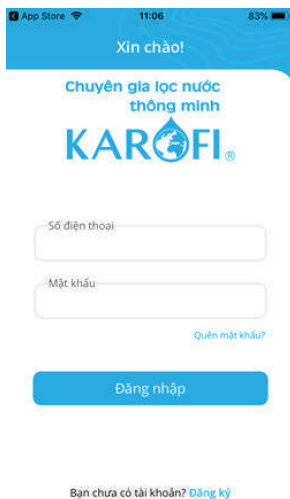 App Store 11:06 83%
Xin chào!
Chuyên gia lọc nước
thông minh
KAROFI®
Số điện thoại
Mật khẩu
Quên mật khẩu?
Đăng nhập
Bạn chưa có tài khoản? Đăng ký